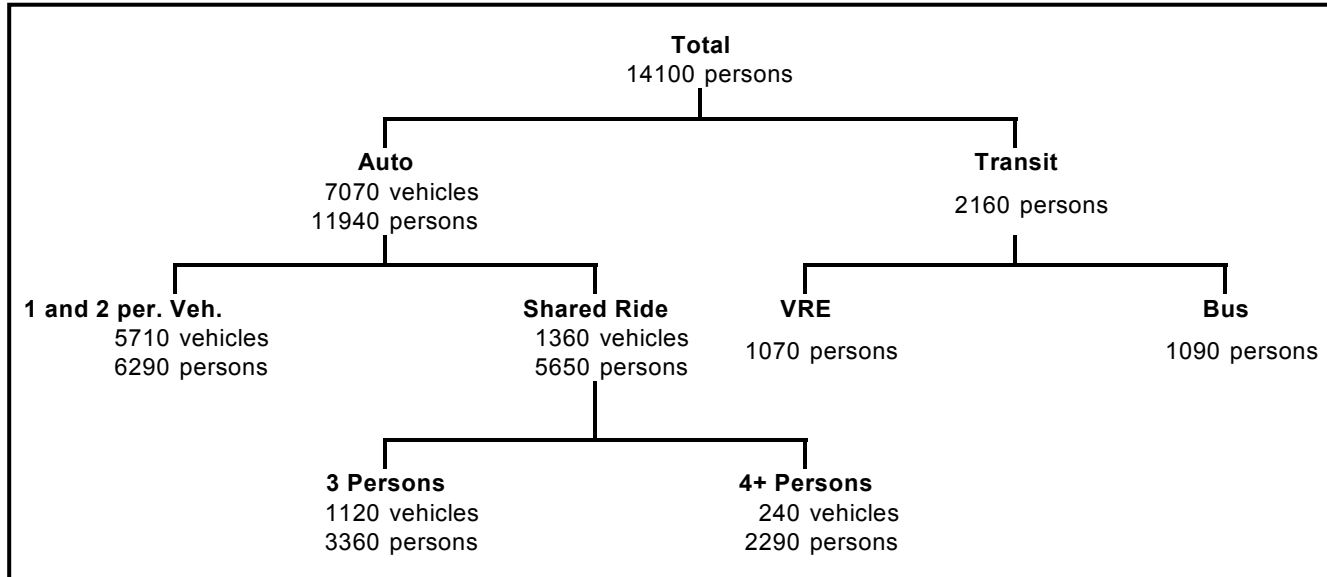 Total
14100 persons
Auto
7070 vehicles
11940 persons
Transit
2160 persons
1 and 2 per. Veh.
5710 vehicles
6290 persons
Shared Ride
1360 vehicles
5650 persons
VRE
1070 persons
Bus
1090 persons
3 Persons
1120 vehicles
3360 persons
4+ Persons
240 vehicles
2290 persons